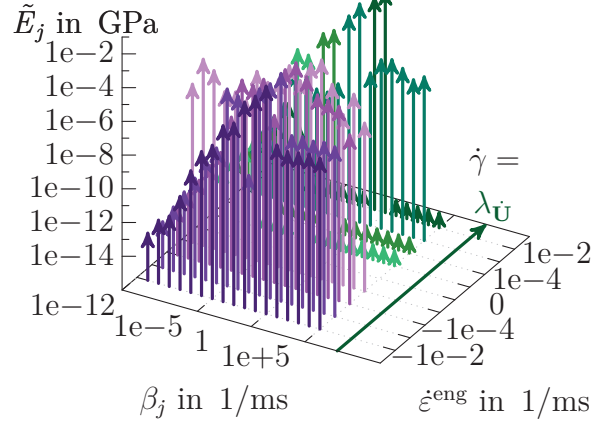 Ẽ_j in GPa
1e−2
1e−4
1e−6
1e−8
1e−10
1e−12
1e−14
γ̇ =
λ_U̇
1e−12
1e−5
1
1e+5
1e−2
1e−4
0
−1e−4
−1e−2
β_j in 1/ms
ε̇^eng in 1/ms